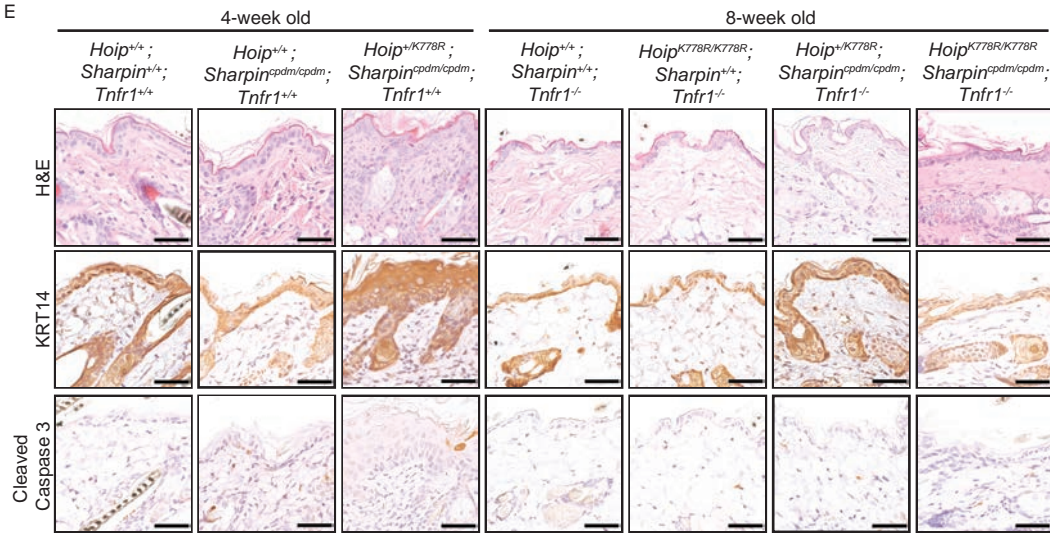 E
4-week old
8-week old
Hoip+/+;
Sharpin+/+;
Tnfr1+/+
Hoip+/+;
Sharpincpdm/cpdm;
Tnfr1+/+
Hoip+/K778R;
Sharpincpdm/cpdm;
Tnfr1+/+
Hoip+/+;
Sharpin+/+;
Tnfr1-/-
HoipK778R/K778R;
Sharpin+/+;
Tnfr1-/-
Hoip+/K778R;
Sharpincpdm/cpdm;
Tnfr1-/-
HoipK778R/K778R
Sharpincpdm/cpdm;
Tnfr1-/-
H&E
KRT14
Cleaved
Caspase 3